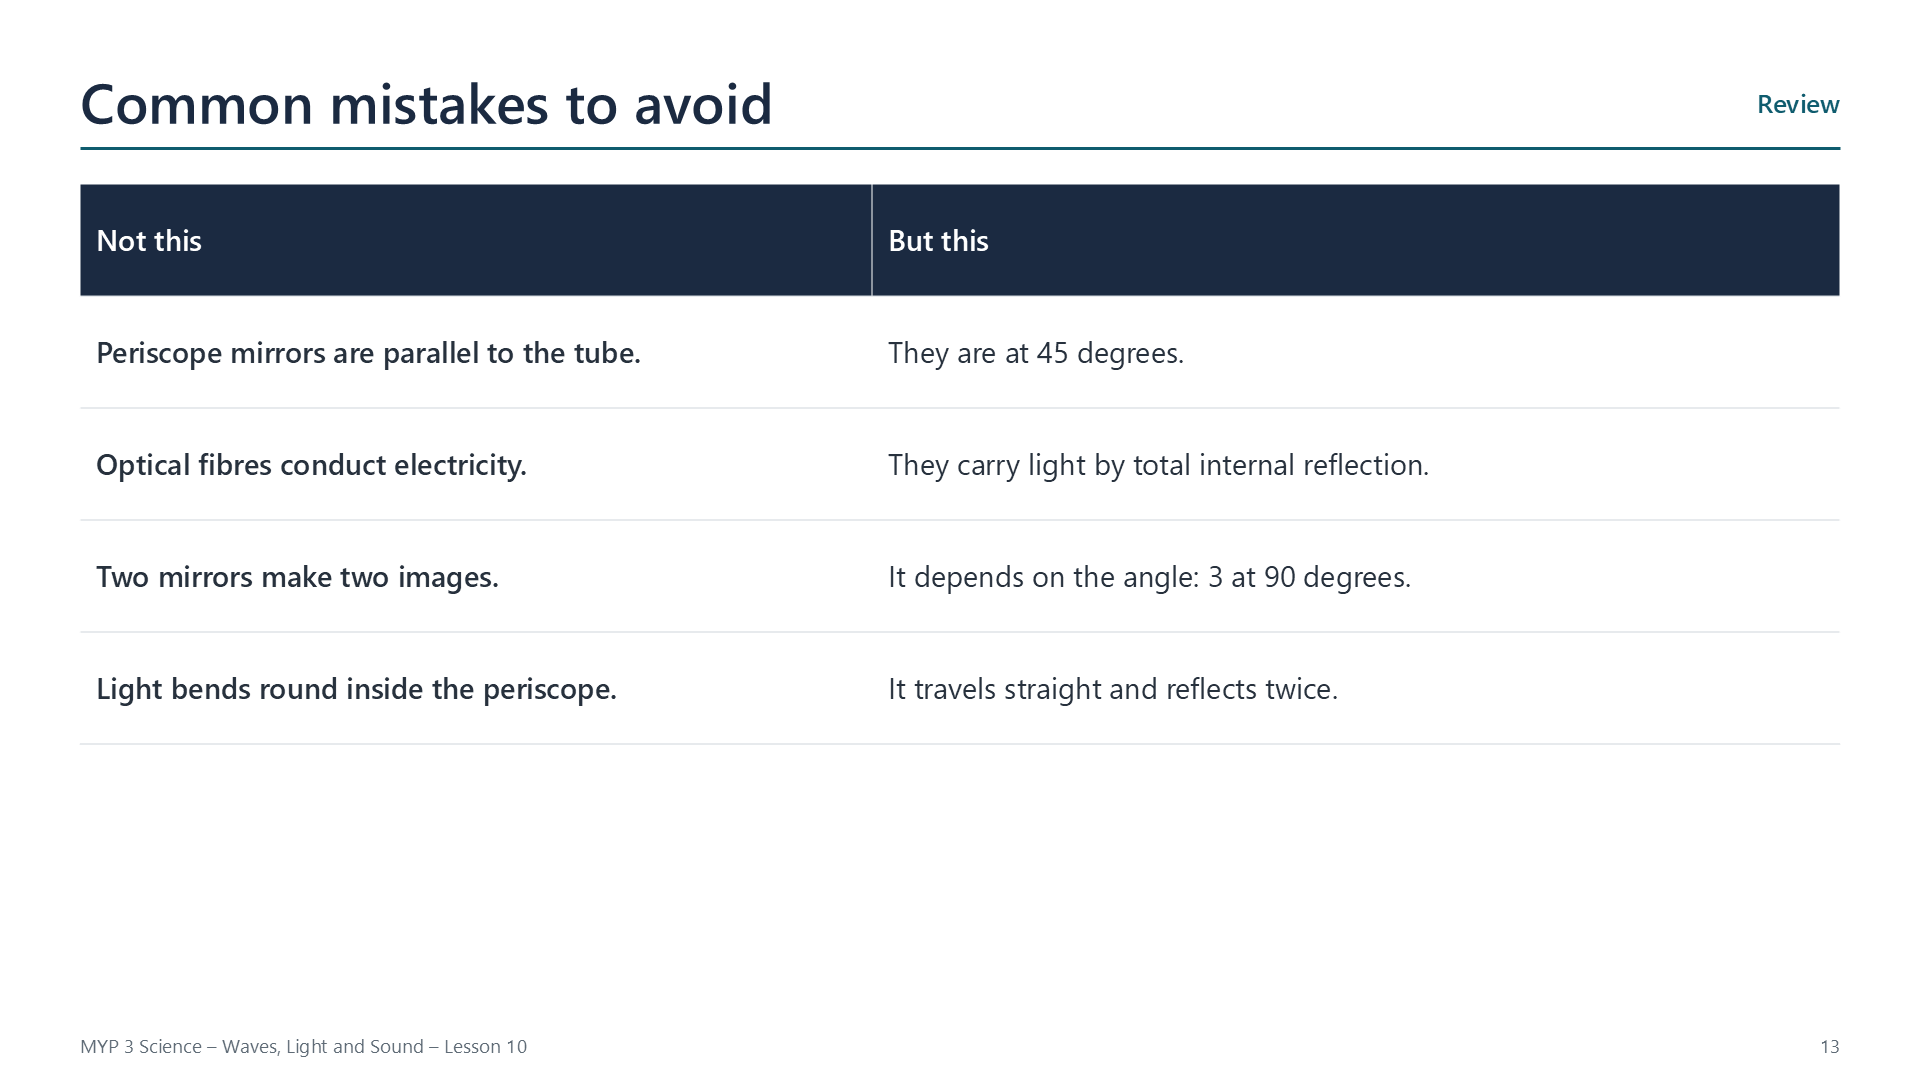 Common mistakes to avoid
Review
Not this
But this
Periscope mirrors are parallel to the tube.
They are at 45 degrees.
Optical fibres conduct electricity.
They carry light by total internal reflection.
Two mirrors make two images.
It depends on the angle: 3 at 90 degrees.
Light bends round inside the periscope.
It travels straight and reflects twice.
MYP 3 Science – Waves, Light and Sound – Lesson 10
13